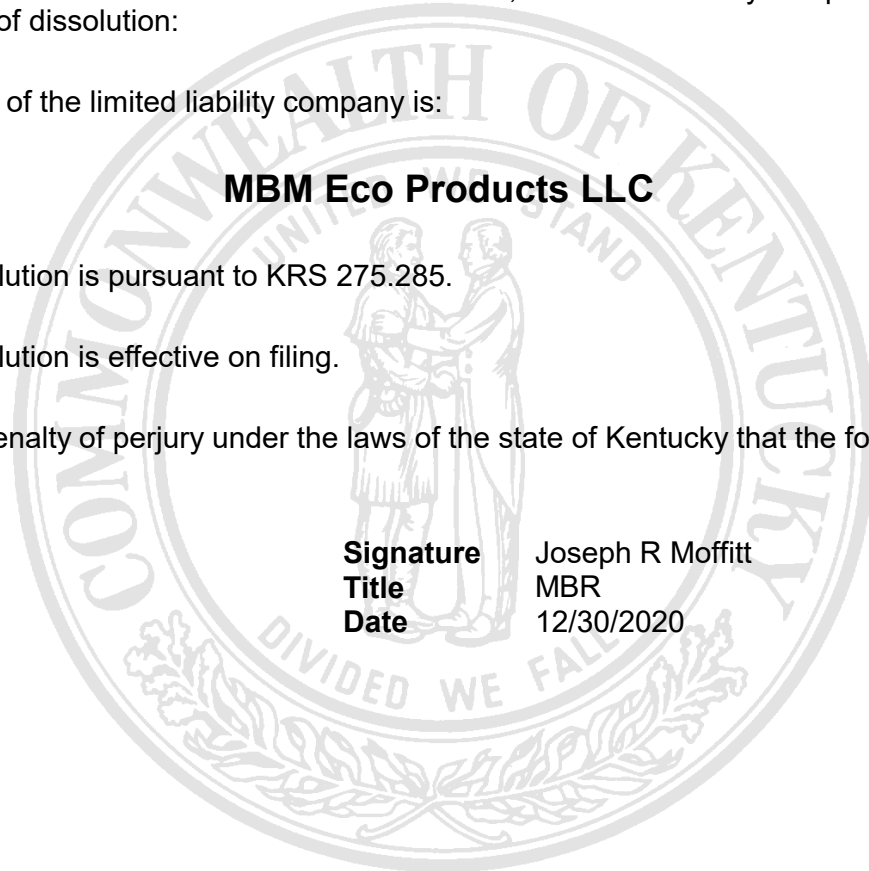 of dissolution:
of the limited liability company is:
MBM Eco Products LLC
lution is pursuant to KRS 275.285.
lution is effective on filing.
enalty of perjury under the laws of the state of Kentucky that the fo
Signature Joseph R Moffitt
Title MBR
Date 12/30/2020
COMMONWEALTH OF KENTUCKY
UNITED WE STAND
DIVIDED WE FALL